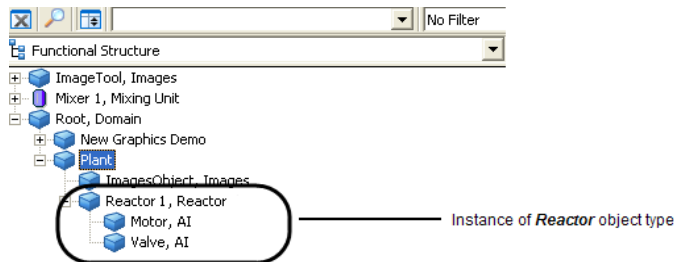 No Filter
Functional Structure
ImageTool, Images
Mixer 1, Mixing Unit
Root, Domain
New Graphics Demo
Plant
ImagesObject, Images
Reactor 1, Reactor
Motor, AI
Valve, AI
Instance of Reactor object type